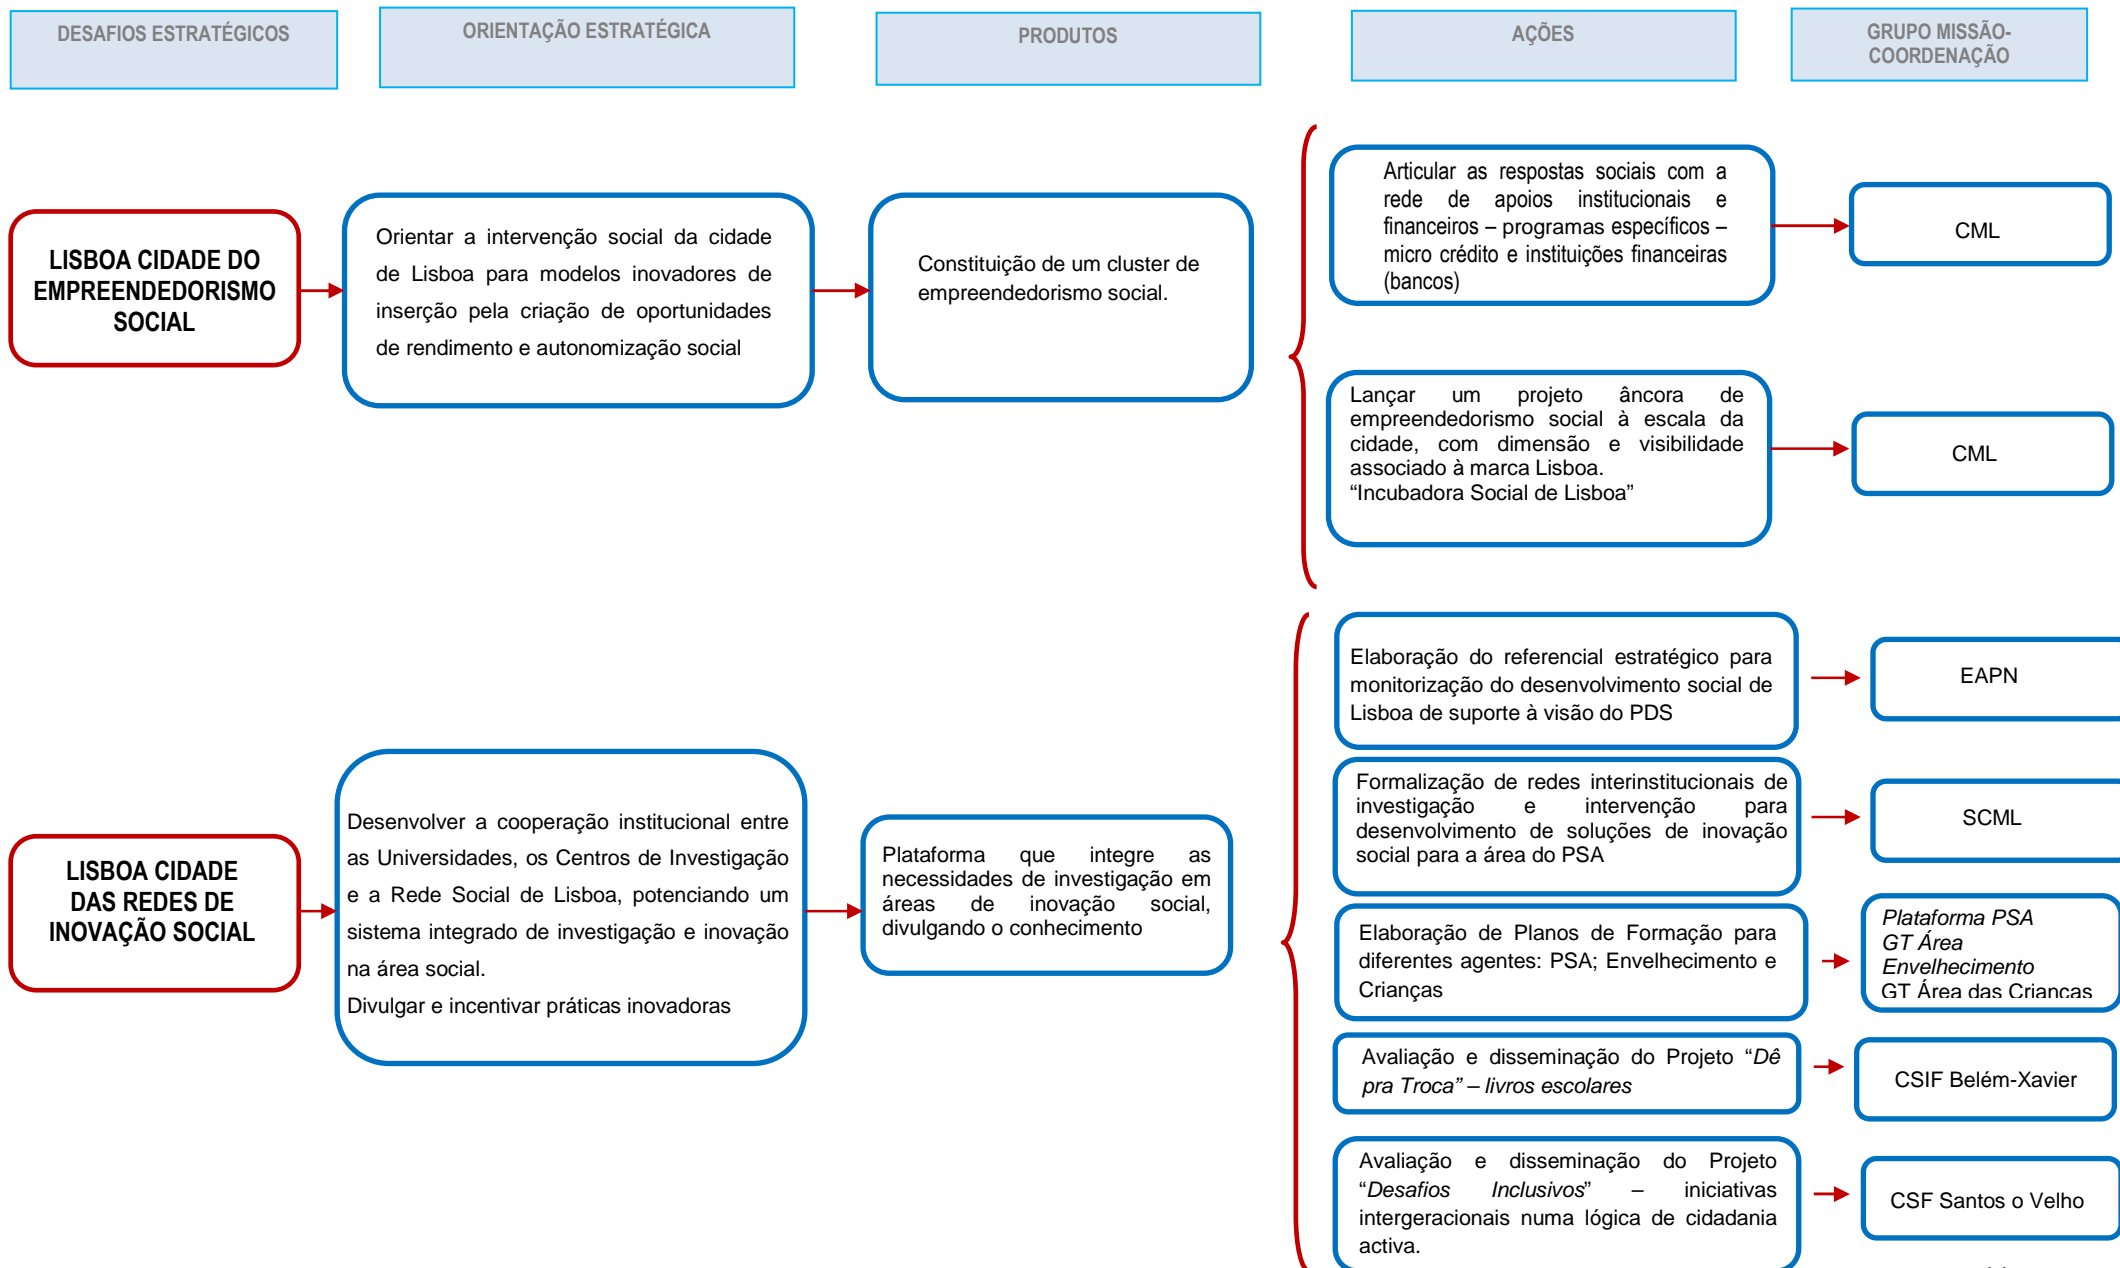 DESAFIOS ESTRATÉGICOS
ORIENTAÇÃO ESTRATÉGICA
PRODUTOS
AÇÕES
GRUPO MISSÃO-
COORDENAÇÃO
LISBOA CIDADE DO
EMPREENDEDORISMO
SOCIAL
Orientar a intervenção social da cidade
de Lisboa para modelos inovadores de
inserção pela criação de oportunidades
de rendimento e autonomização social
Constituição de um cluster de
empreendedorismo social.
Articular as respostas sociais com a
rede de apoios institucionais e
financeiros – programas específicos –
micro crédito e instituições financeiras
(bancos)
CML
Lançar um projeto âncora de
empreendedorismo social à escala da
cidade, com dimensão e visibilidade
associado à marca Lisboa.
“Incubadora Social de Lisboa”
CML
LISBOA CIDADE
DAS REDES DE
INOVAÇÃO SOCIAL
Desenvolver a cooperação institucional entre
as Universidades, os Centros de Investigação
e a Rede Social de Lisboa, potenciando um
sistema integrado de investigação e inovação
na área social.
Divulgar e incentivar práticas inovadoras
Plataforma que integre as
necessidades de investigação em
áreas de inovação social,
divulgando o conhecimento
Elaboração do referencial estratégico para
monitorização do desenvolvimento social de
Lisboa de suporte à visão do PDS
EAPN
Formalização de redes interinstitucionais de
investigação e intervenção para
desenvolvimento de soluções de inovação
social para a área do PSA
SCML
Elaboração de Planos de Formação para
diferentes agentes: PSA; Envelhecimento e
Crianças
Plataforma PSA
GT Área
Envelhecimento
GT Área das Crianças
Avaliação e disseminação do Projeto “Dê
pra Troca” – livros escolares
CSIF Belém-Xavier
Avaliação e disseminação do Projeto
“Desafios Inclusivos” – iniciativas
intergeracionais numa lógica de cidadania
activa.
CSF Santos o Velho